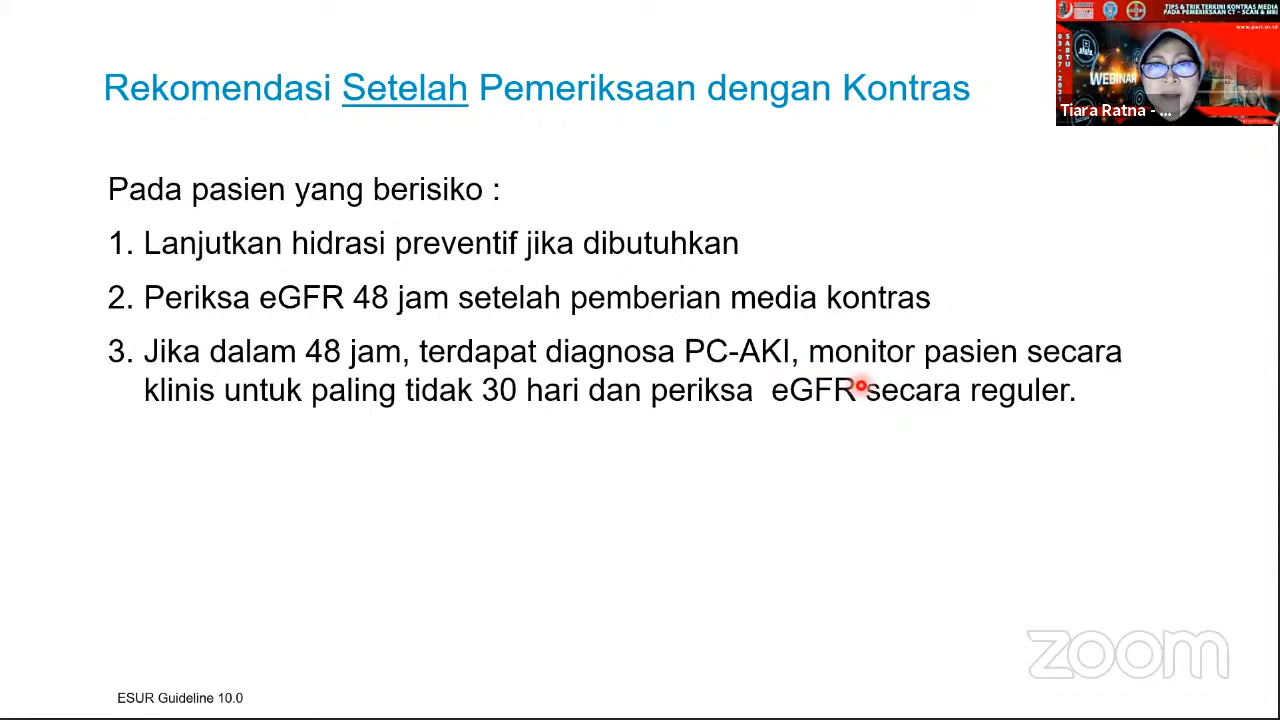 Rekomendasi Setelah Pemeriksaan dengan Kontras
Pada pasien yang berisiko :
1. Lanjutkan hidrasi preventif jika dibutuhkan
2. Periksa eGFR 48 jam setelah pemberian media kontras
3. Jika dalam 48 jam, terdapat diagnosa PC-AKI, monitor pasien secara
klinis untuk paling tidak 30 hari dan periksa  eGFR secara reguler.
ESUR Guideline 10.0
zoom
TIPS & TRIK TERKINI KONTRAS MEDIA
PADA PEMERIKSAAN CT - SCAN & MRI
SABTU
WEBINAR
Tiara Ratna - ...